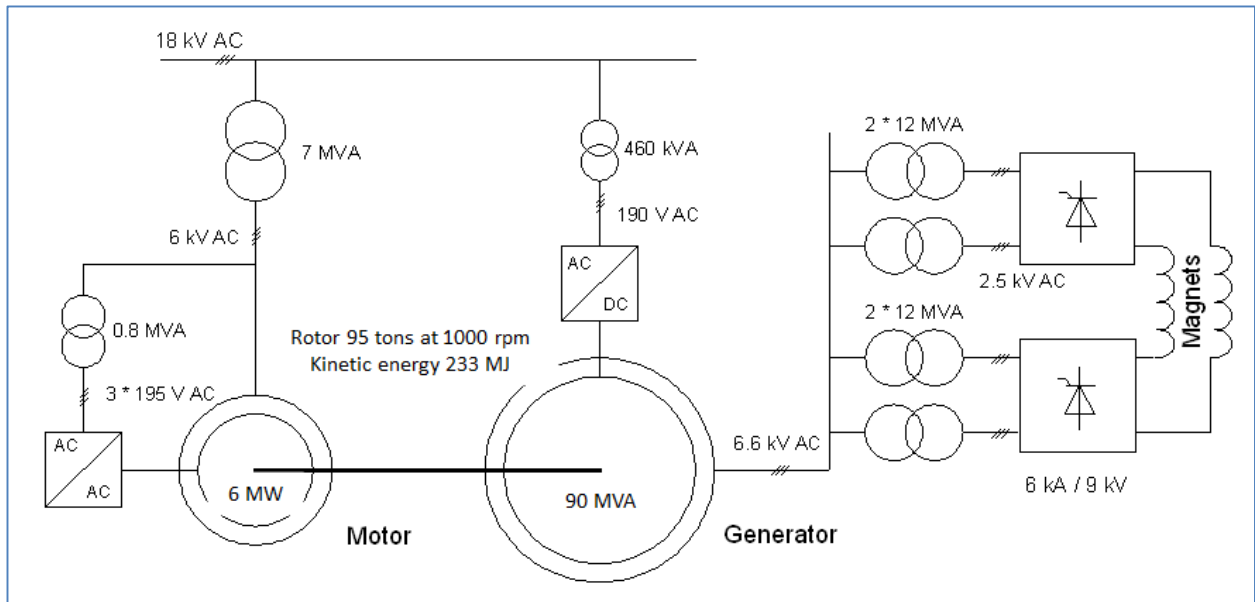 18 kV AC
7 MVA
460 kVA
2 * 12 MVA
190 V AC
6 kV AC
AC
DC
2.5 kV AC
Magnets
0.8 MVA
Rotor 95 tons at 1000 rpm
Kinetic energy 233 MJ
2 * 12 MVA
3 * 195 V AC
AC
AC
6.6 kV AC
6 MW
90 MVA
6 kA / 9 kV
Motor
Generator